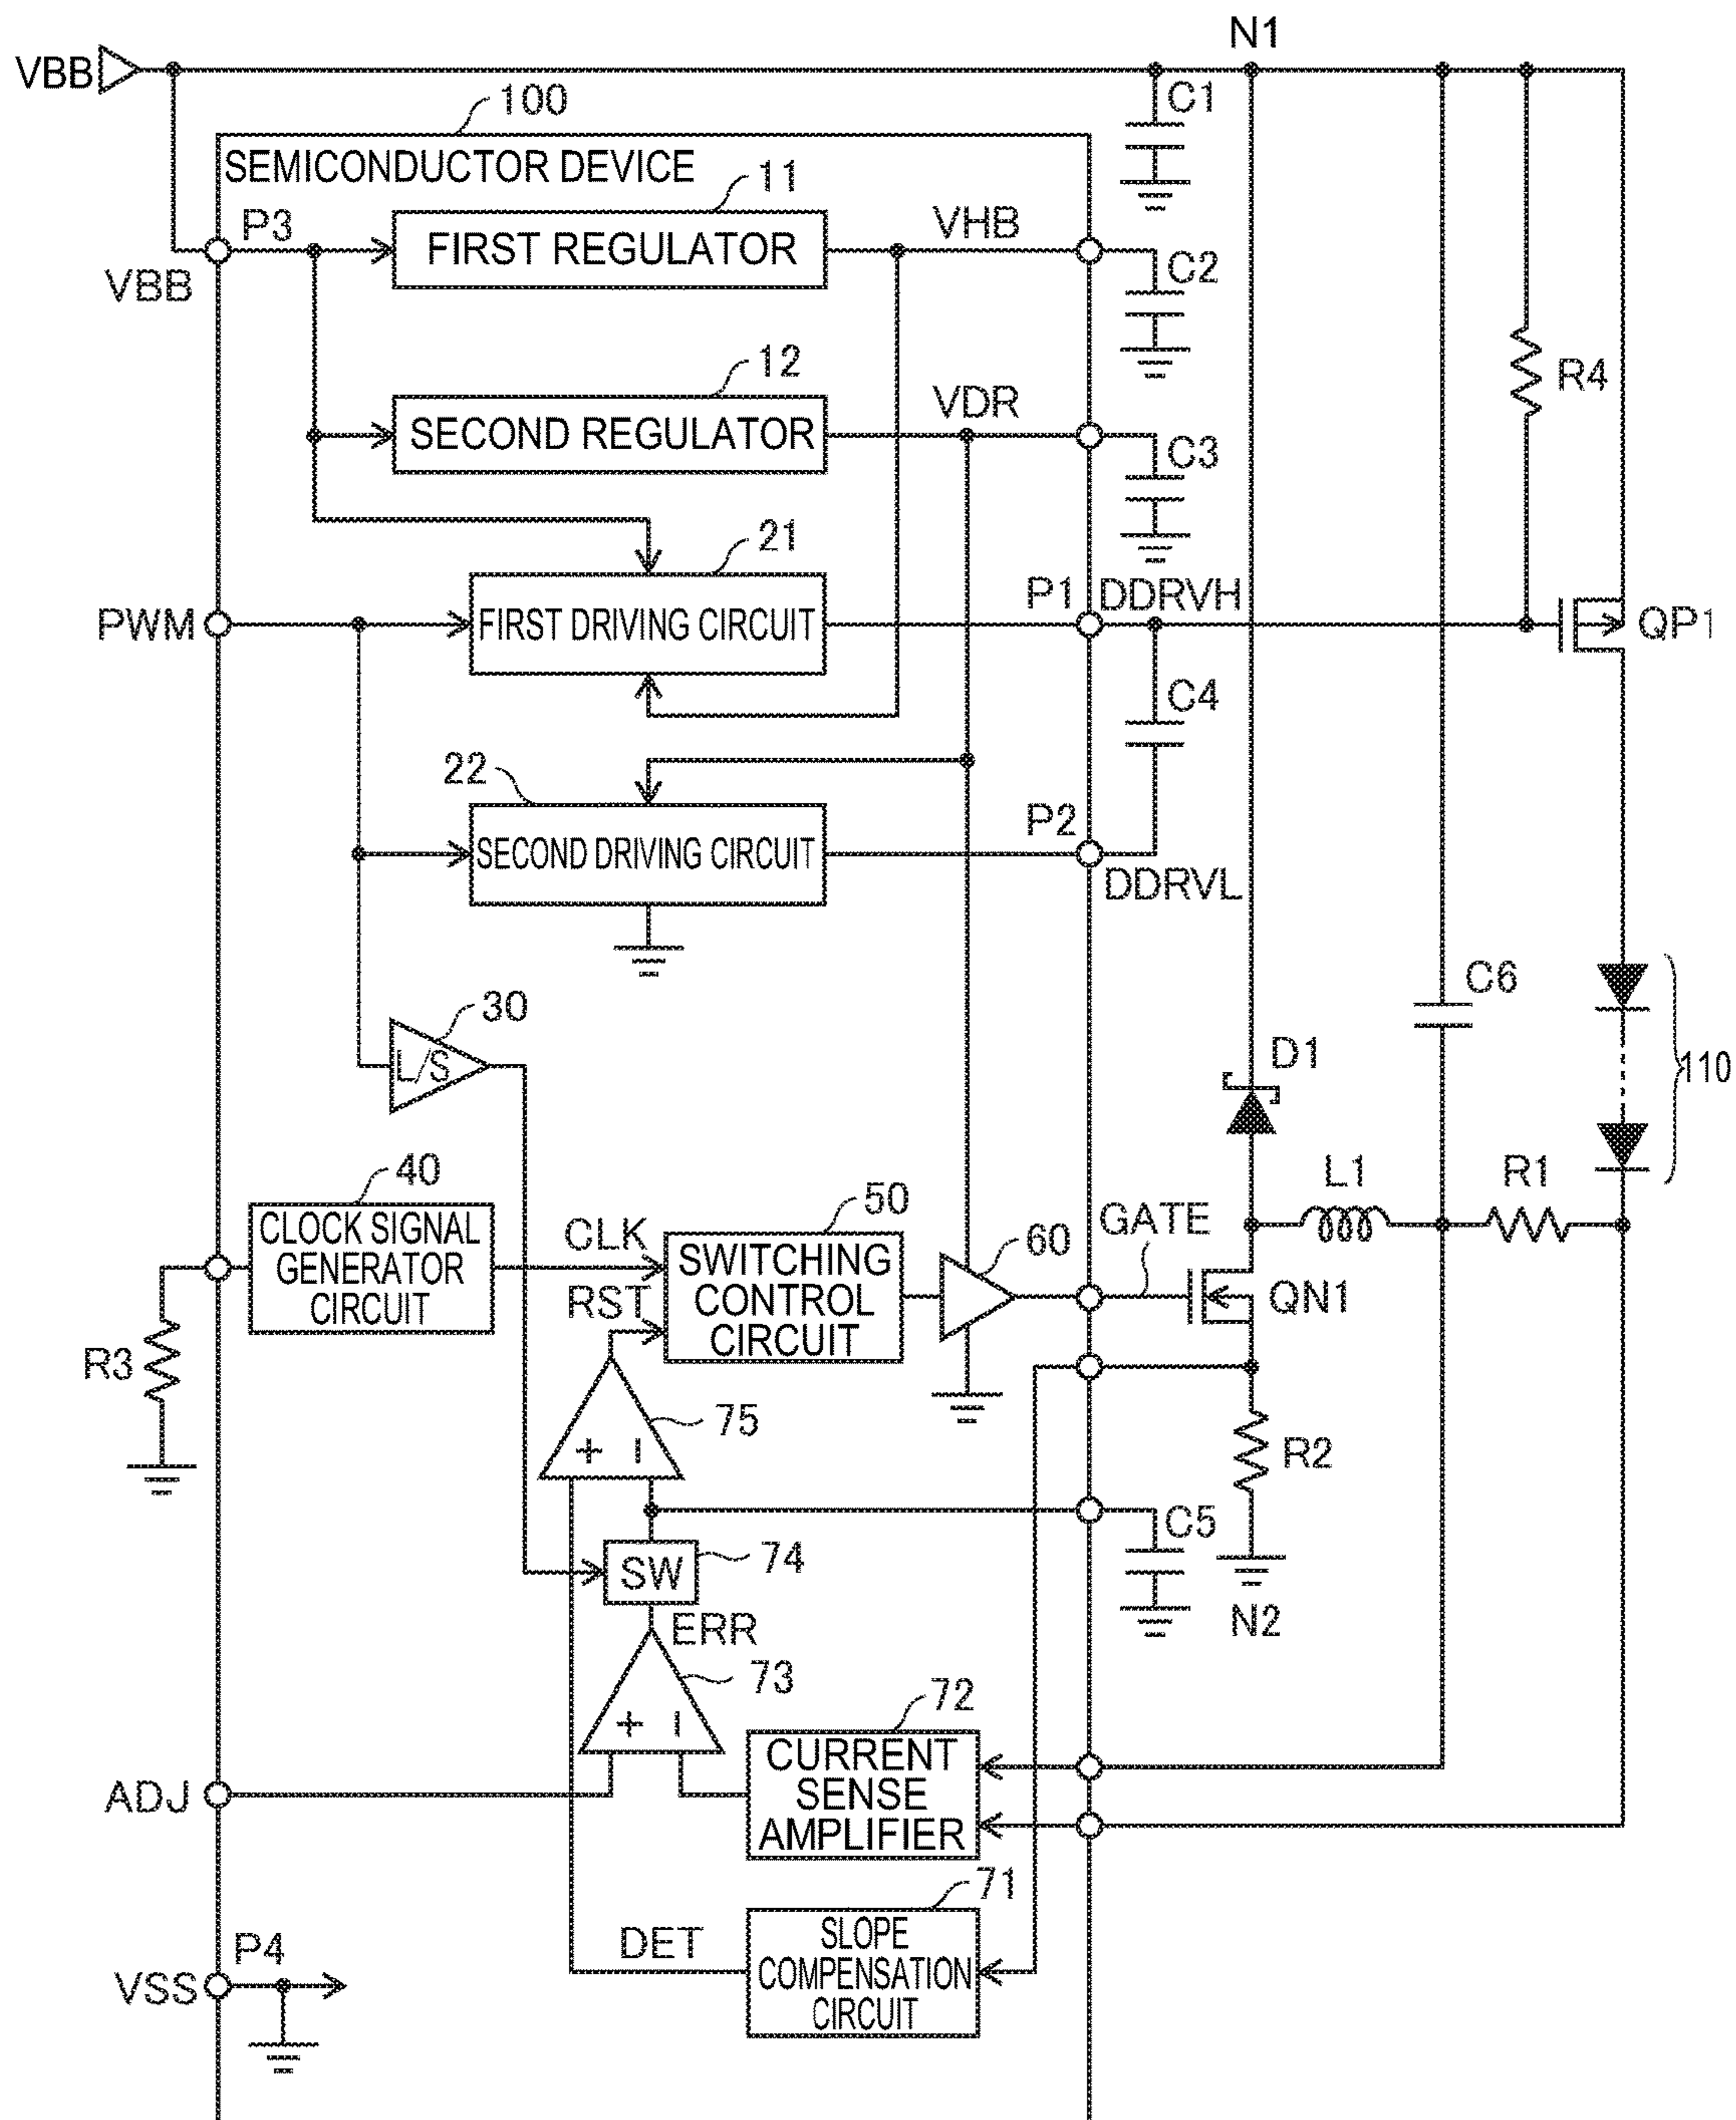 N1
VBB
C1
100
SEMICONDUCTOR DEVICE
11
P3
FIRST REGULATOR
VHB
VBB
C2
12
R4
SECOND REGULATOR
VDR
C3
21
PWM
FIRST DRIVING CIRCUIT
P1
DDRVH
QP1
C4
22
SECOND DRIVING CIRCUIT
P2
DDRVL
C6
30
L/S
D1
110
40
CLOCK SIGNAL
GENERATOR
CIRCUIT
CLK
RST
50
SWITCHING
CONTROL
CIRCUIT
60
GATE
L1
R1
QN1
R3
75
+ −
R2
C5
SW
74
N2
ERR
73
+ −
72
CURRENT
SENSE
AMPLIFIER
ADJ
71
DET
SLOPE
COMPENSATION
CIRCUIT
P4
VSS